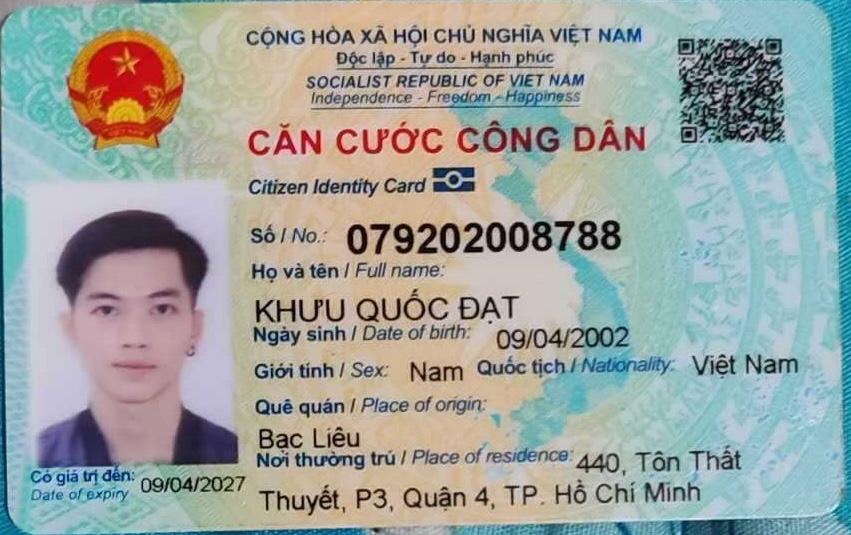 CỘNG HÒA XÃ HỘI CHỦ NGHĨA VIỆT NAM
Độc lập - Tự do - Hạnh phúc
SOCIALIST REPUBLIC OF VIET NAM
Independence - Freedom - Happiness
CĂN CƯỚC CÔNG DÂN
Citizen Identity Card
Số / No.: 079202008788
Họ và tên / Full name:
KHƯU QUỐC ĐẠT
Ngày sinh / Date of birth: 09/04/2002
Giới tính / Sex: Nam Quốc tịch / Nationality: Việt Nam
Quê quán / Place of origin:
Bạc Liêu
Nơi thường trú / Place of residence: 440, Tôn Thất
Thuyết, P3, Quận 4, TP. Hồ Chí Minh
Có giá trị đến: 09/04/2027
Date of expiry